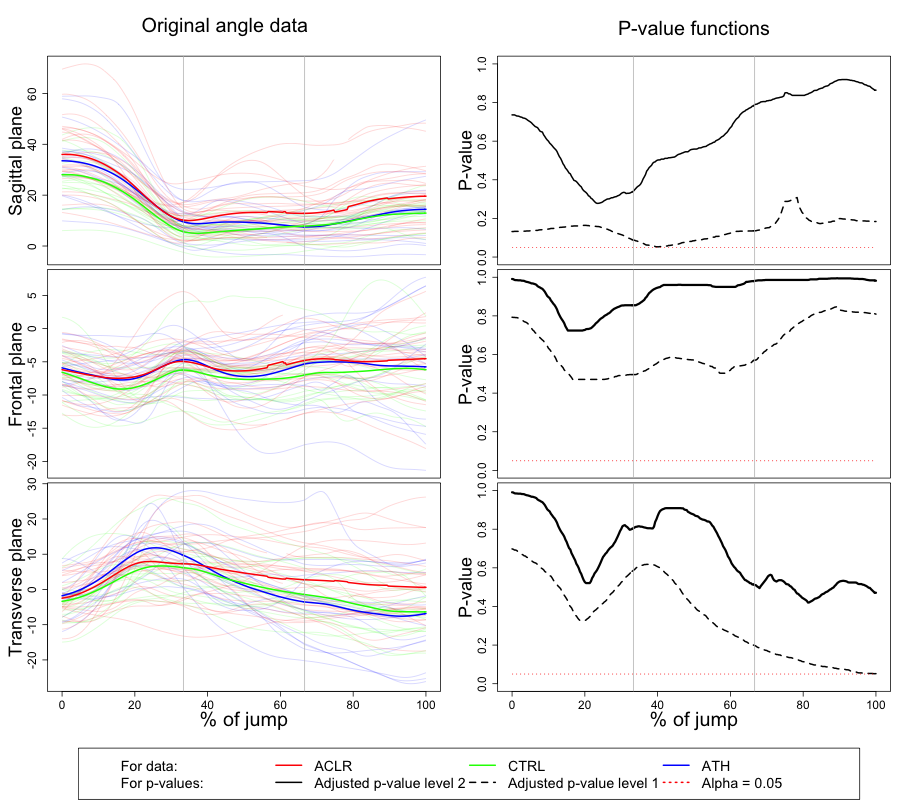 Original angle data
P-value functions
Sagittal plane
0 20 40 60
P-value
0.0 0.2 0.4 0.6 0.8 1.0
Frontal plane
-20 -15 -10 -5 0 5
P-value
0.0 0.2 0.4 0.6 0.8 1.0
Transverse plane
-20 -10 0 10 20 30
P-value
0.0 0.2 0.4 0.6 0.8 1.0
0 20 40 60 80 100
% of jump
0 20 40 60 80 100
% of jump
For data: ACLR CTRL ATH
For p-values: Adjusted p-value level 2 Adjusted p-value level 1 Alpha = 0.05